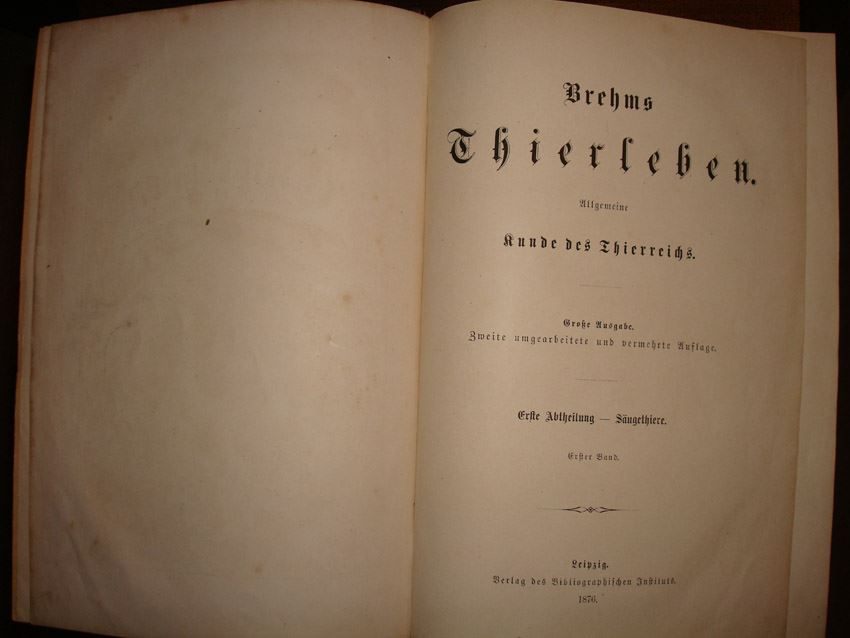 Brehms
Thierleben.
Allgemeine
Kunde des Thierreichs.
Große Ausgabe.
Zweite umgearbeitete und vermehrte Auflage.
Erste Abtheilung — Säugethiere.
Erster Band.
Leipzig.
Verlag des Bibliographischen Instituts.
1876.